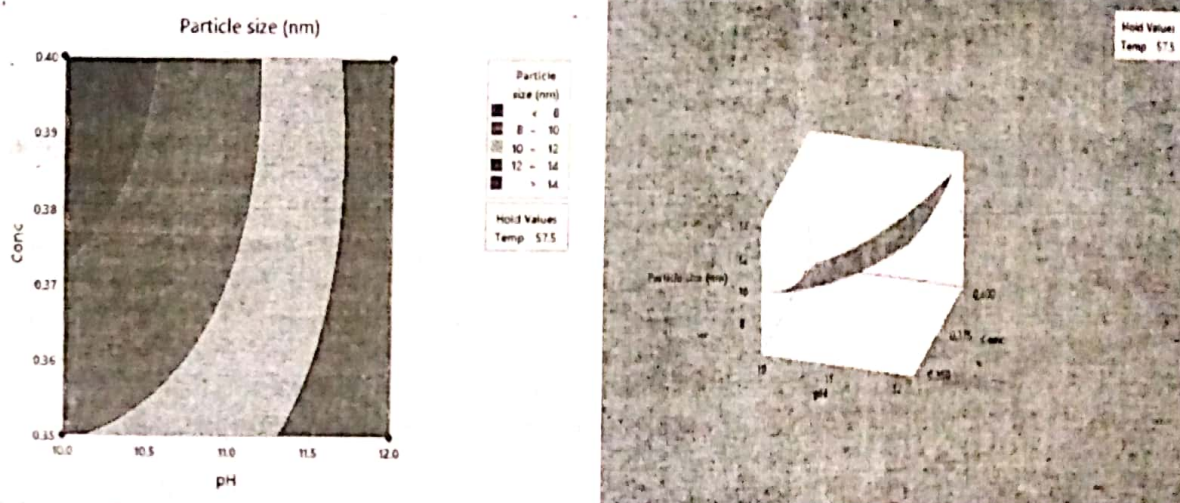 Particle size (nm)
0.40
0.39
0.38
0.37
0.36
0.35
Conc
10.0
10.5
11.0
11.5
12.0
pH
Particle
size (nm)
8 - 10
10 - 12
12 - 14
> 14
Hold Values
Temp 57.5
Hold Values
Temp 57.5
Particle size (nm)
10
8
10
11
12
pH
0.350
0.375
0.400
Conc